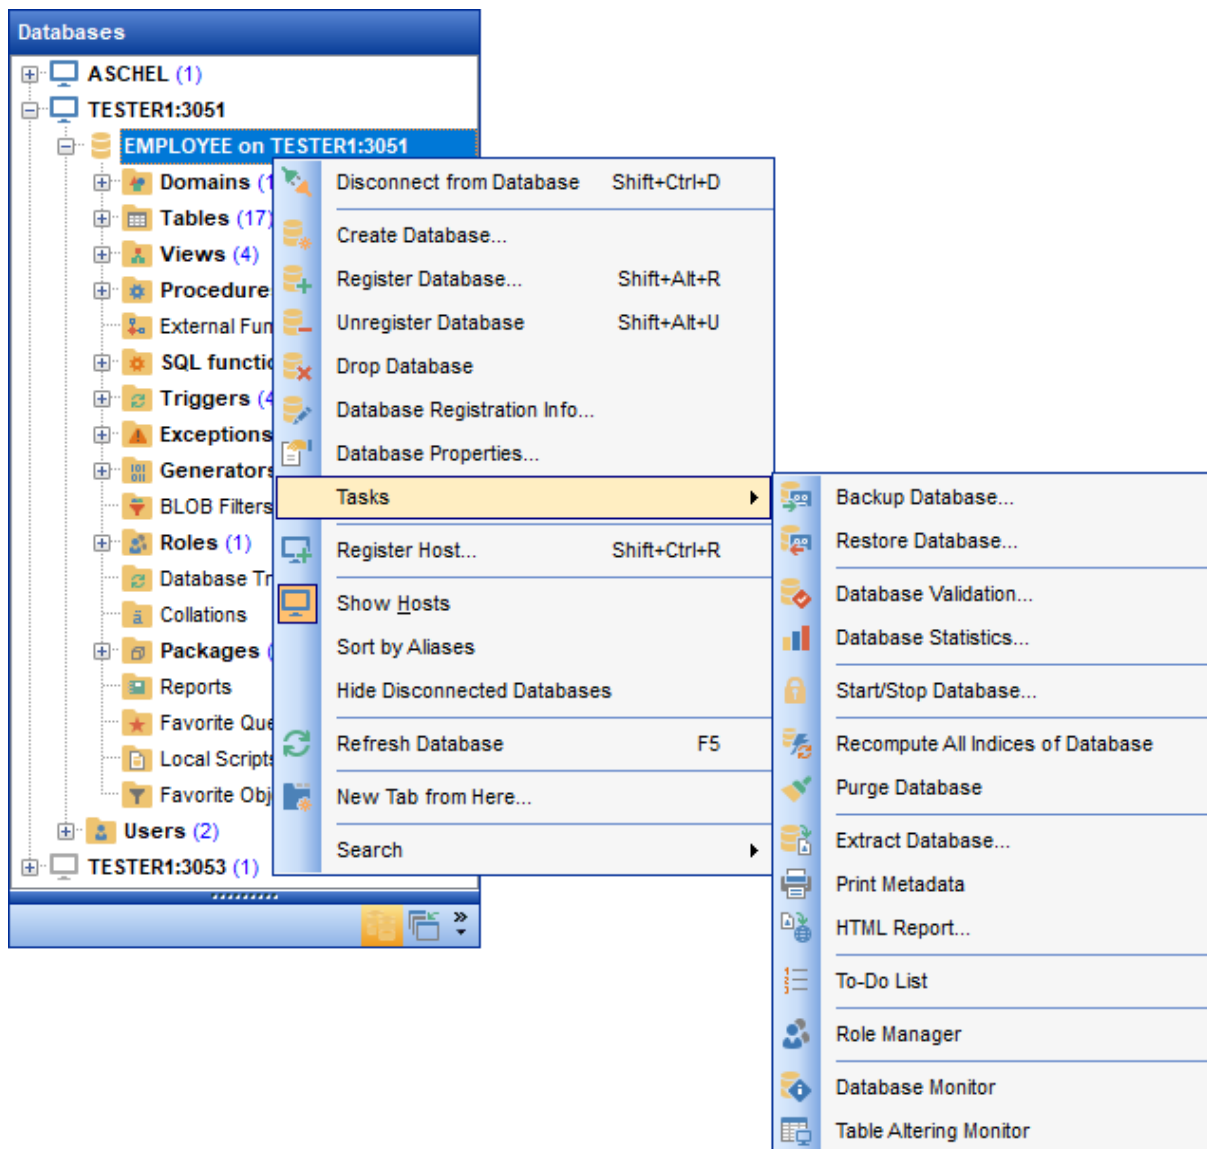 Databases
ASCHEL (1)
TESTER1:3051
EMPLOYEE on TESTER1:3051
Domains (1
Tables (17)
Views (4)
Procedure
External Fun
SQL functio
Triggers (4
Exceptions
Generators
BLOB Filters
Roles (1)
Database Tr
Collations
Packages (
Reports
Favorite Que
Local Scripts
Favorite Obj
Users (2)
TESTER1:3053 (1)
Disconnect from Database Shift+Ctrl+D
Create Database...
Register Database... Shift+Alt+R
Unregister Database Shift+Alt+U
Drop Database
Database Registration Info...
Database Properties...
Tasks
Register Host... Shift+Ctrl+R
Show Hosts
Sort by Aliases
Hide Disconnected Databases
Refresh Database F5
New Tab from Here...
Search
Backup Database...
Restore Database...
Database Validation...
Database Statistics...
Start/Stop Database...
Recompute All Indices of Database
Purge Database
Extract Database...
Print Metadata
HTML Report...
To-Do List
Role Manager
Database Monitor
Table Altering Monitor